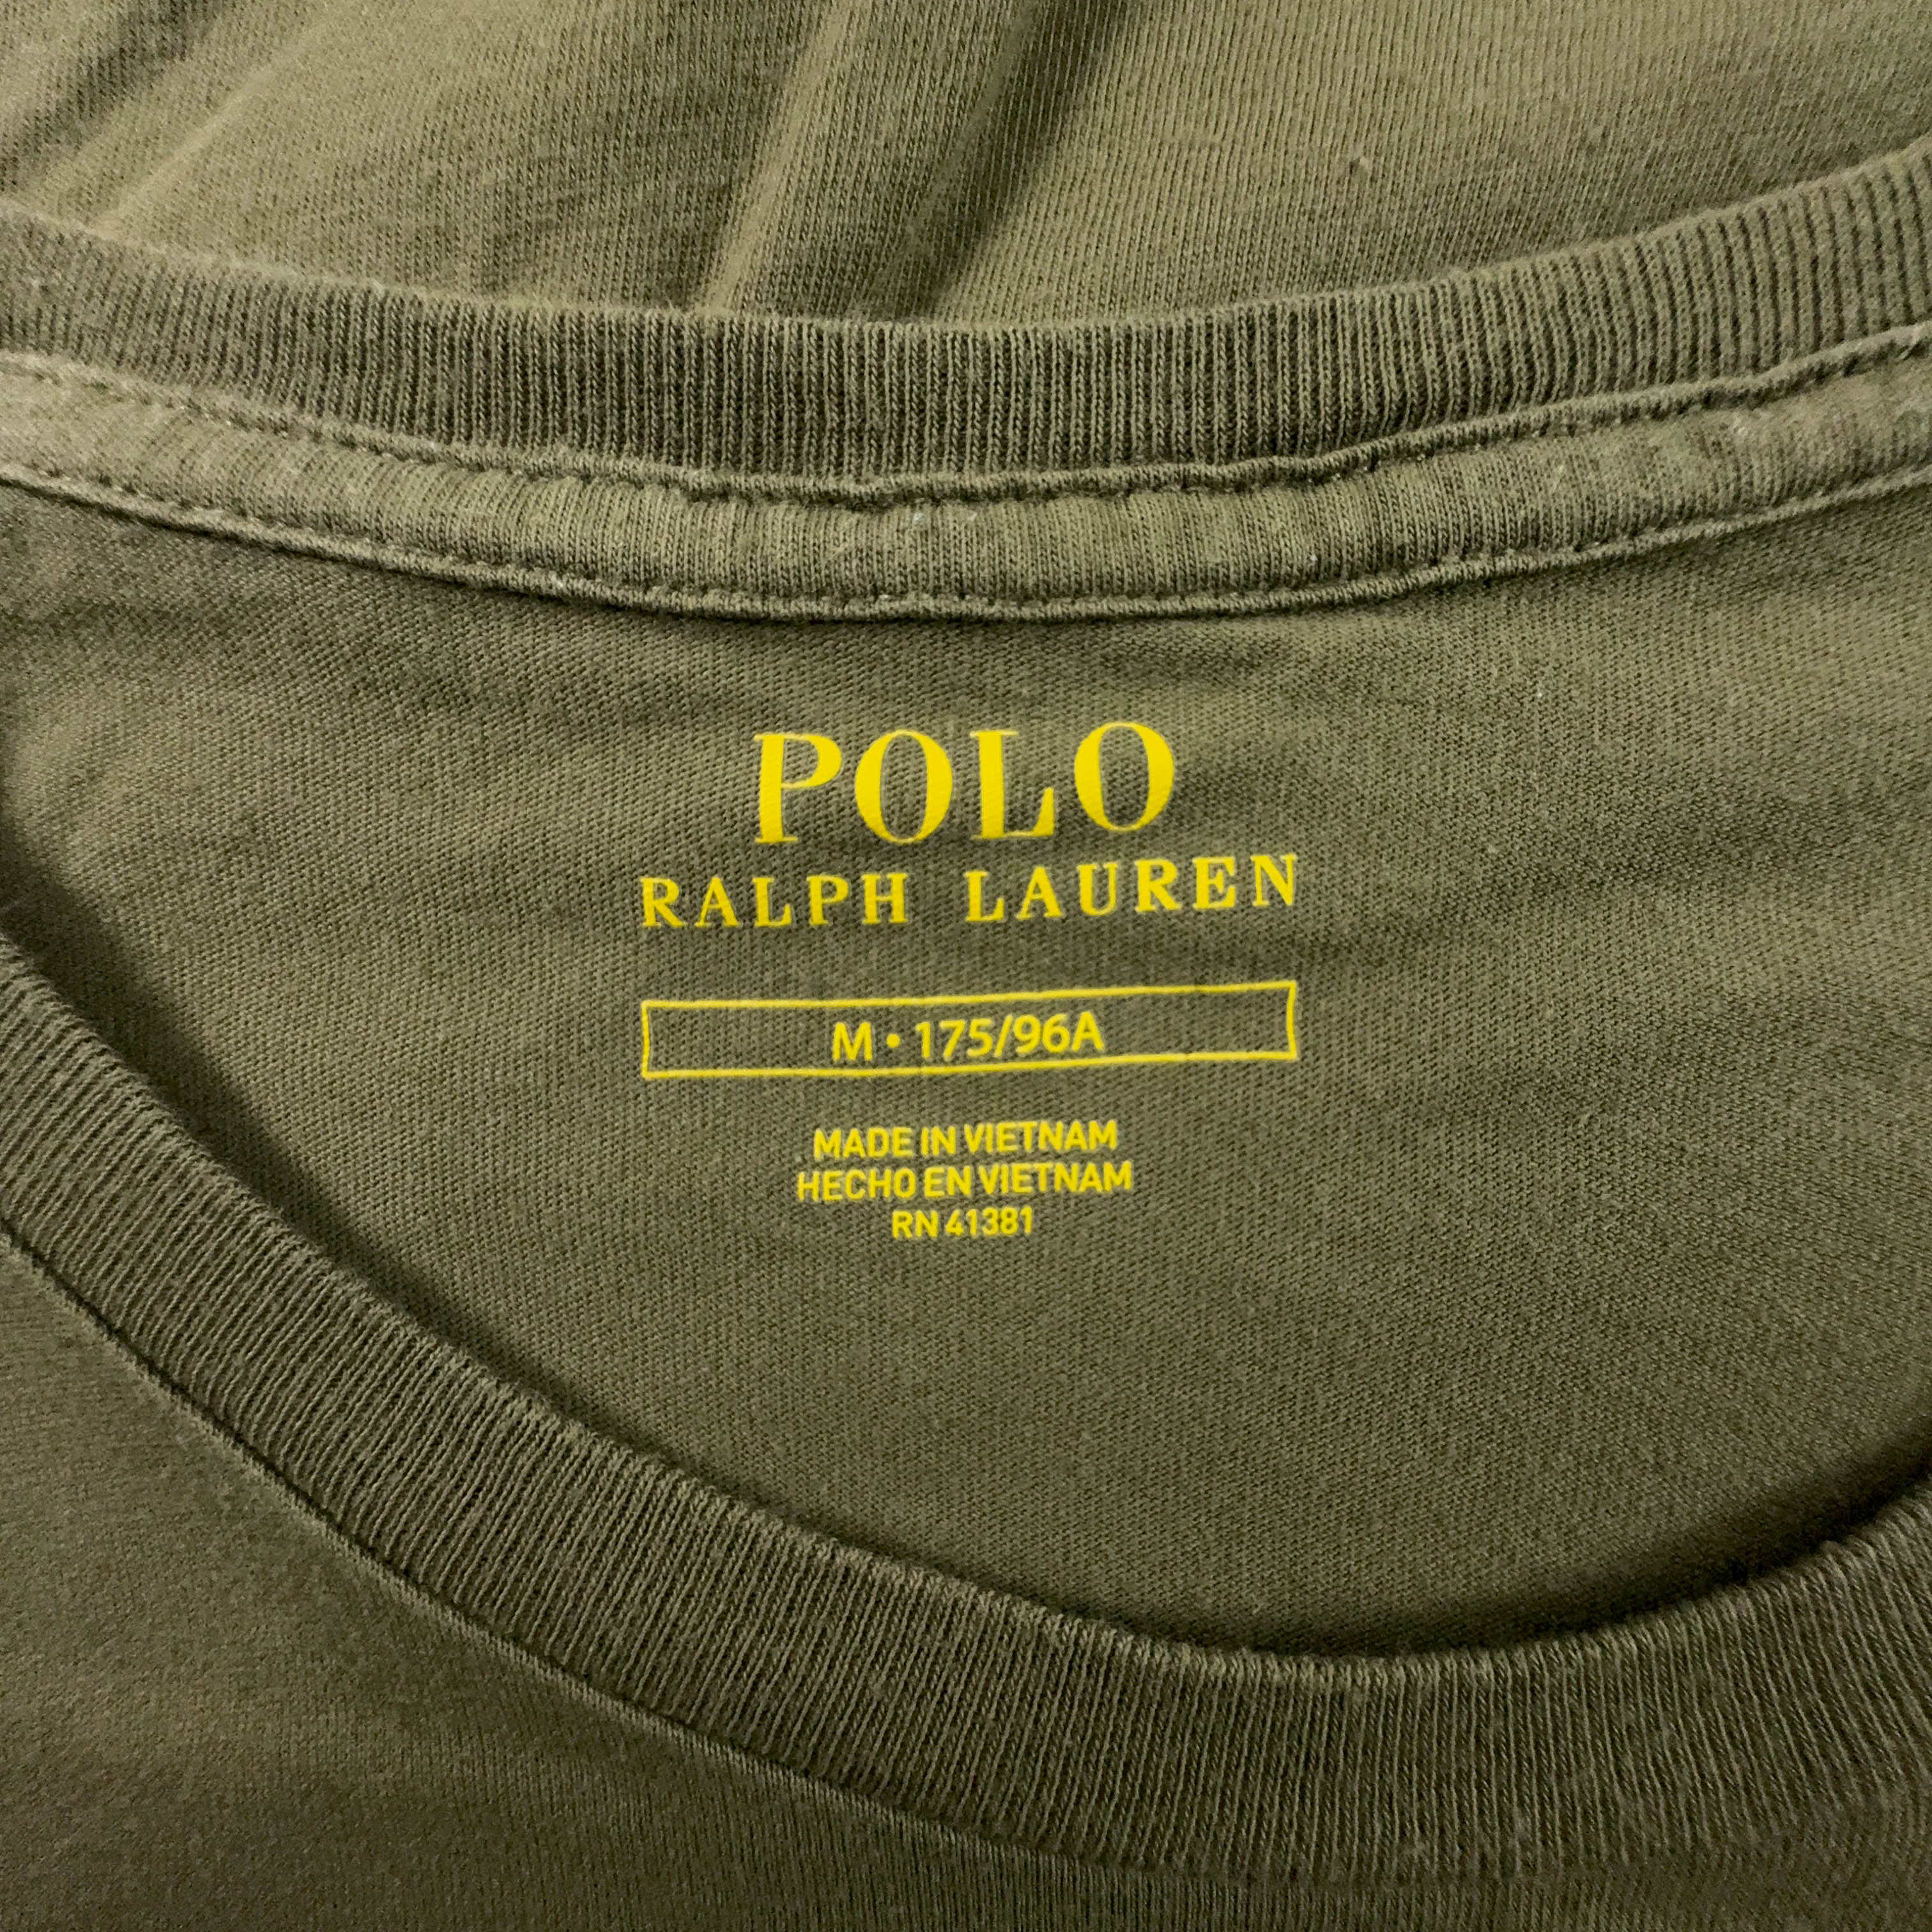 POLO
RALPH LAUREN
M • 175/96A
MADE IN VIETNAM
HECHO EN VIETNAM
RN 41381